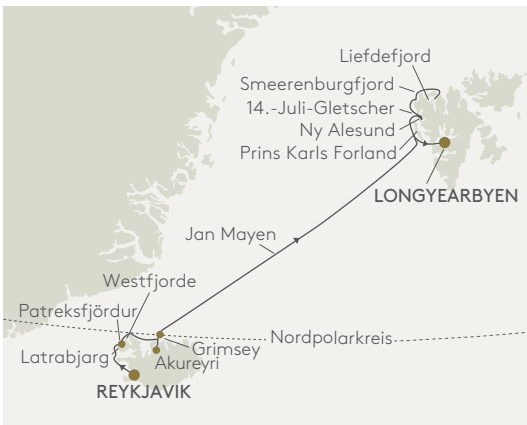 Liefdefjord
Smeerenburgfjord
14.-Juli-Gletscher
Ny Alesund
Prins Karls Forland
LONGYEARBYEN
Jan Mayen
Westfjorde
Patreksfjördur
Nordpolarkreis
Grimsey
Latrabjarg
Akureyri
REYKJAVIK